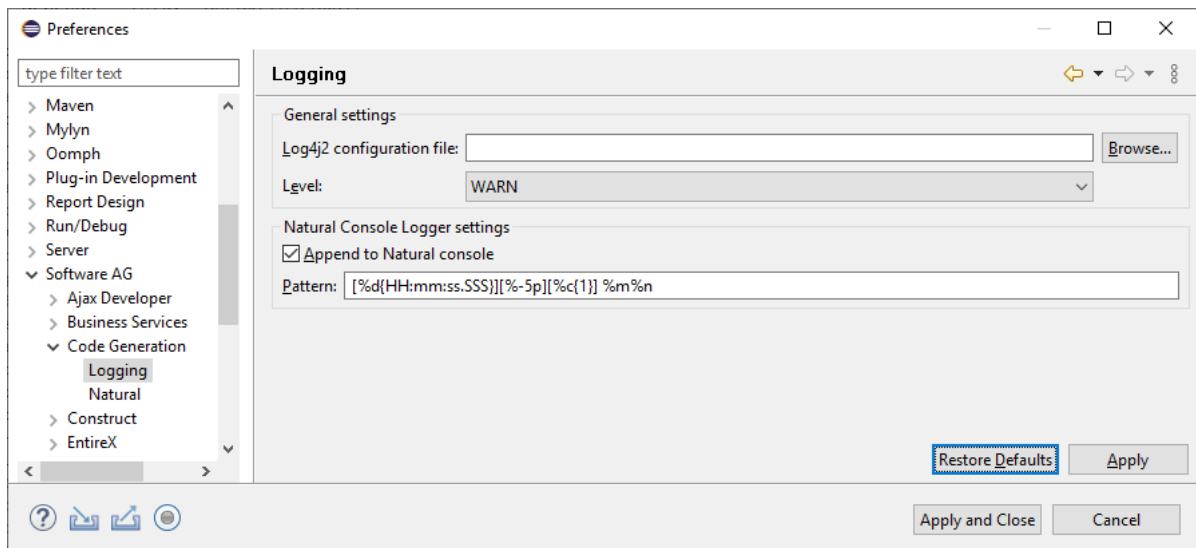 Preferences
type filter text
Maven
Mylyn
Oomph
Plug-in Development
Report Design
Run/Debug
Server
Software AG
Ajax Developer
Business Services
Code Generation
Logging
Natural
Construct
EntireX
Logging
General settings
Log4j2 configuration file:
Browse...
Level: WARN
Natural Console Logger settings
Append to Natural console
Pattern: [%d{HH:mm:ss.SSS}][%-5p][%c{1}] %m%n
Restore Defaults Apply
Apply and Close Cancel